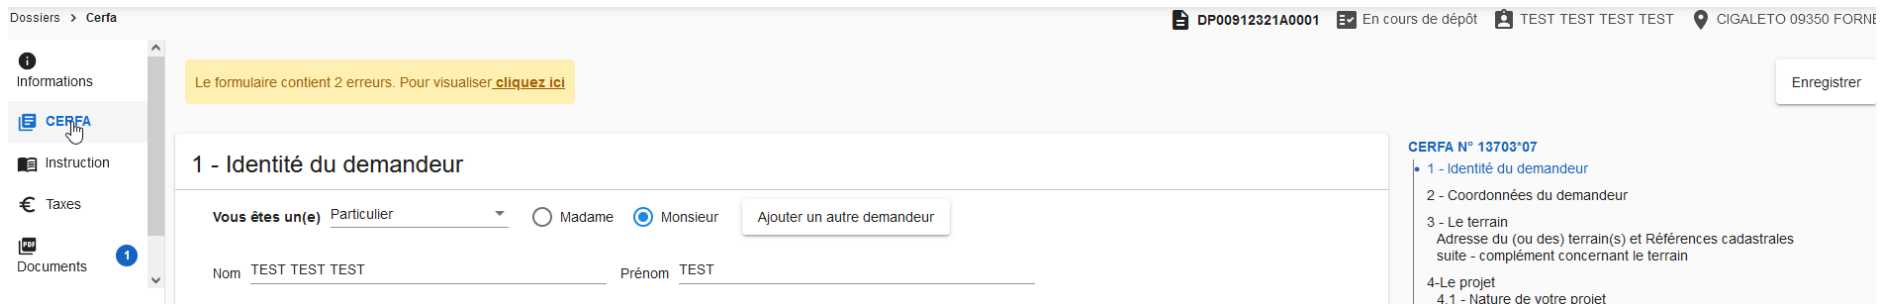 Dossiers > Cerfa
DP00912321A0001 En cours de dépôt TEST TEST TEST TEST CIGALETO 09350 FORNE
Informations
CERFA
Instruction
Taxes
PDF
Documents 1
Le formulaire contient 2 erreurs. Pour visualiser cliquez ici
Enregistrer
1 - Identité du demandeur
Vous êtes un(e) Particulier Madame Monsieur Ajouter un autre demandeur
Nom TEST TEST TEST Prénom TEST
CERFA N° 13703*07
1 - Identité du demandeur
2 - Coordonnées du demandeur
3 - Le terrain
Adresse du (ou des) terrain(s) et Références cadastrales
suite - complément concernant le terrain
4-Le projet
4.1 - Nature de votre projet